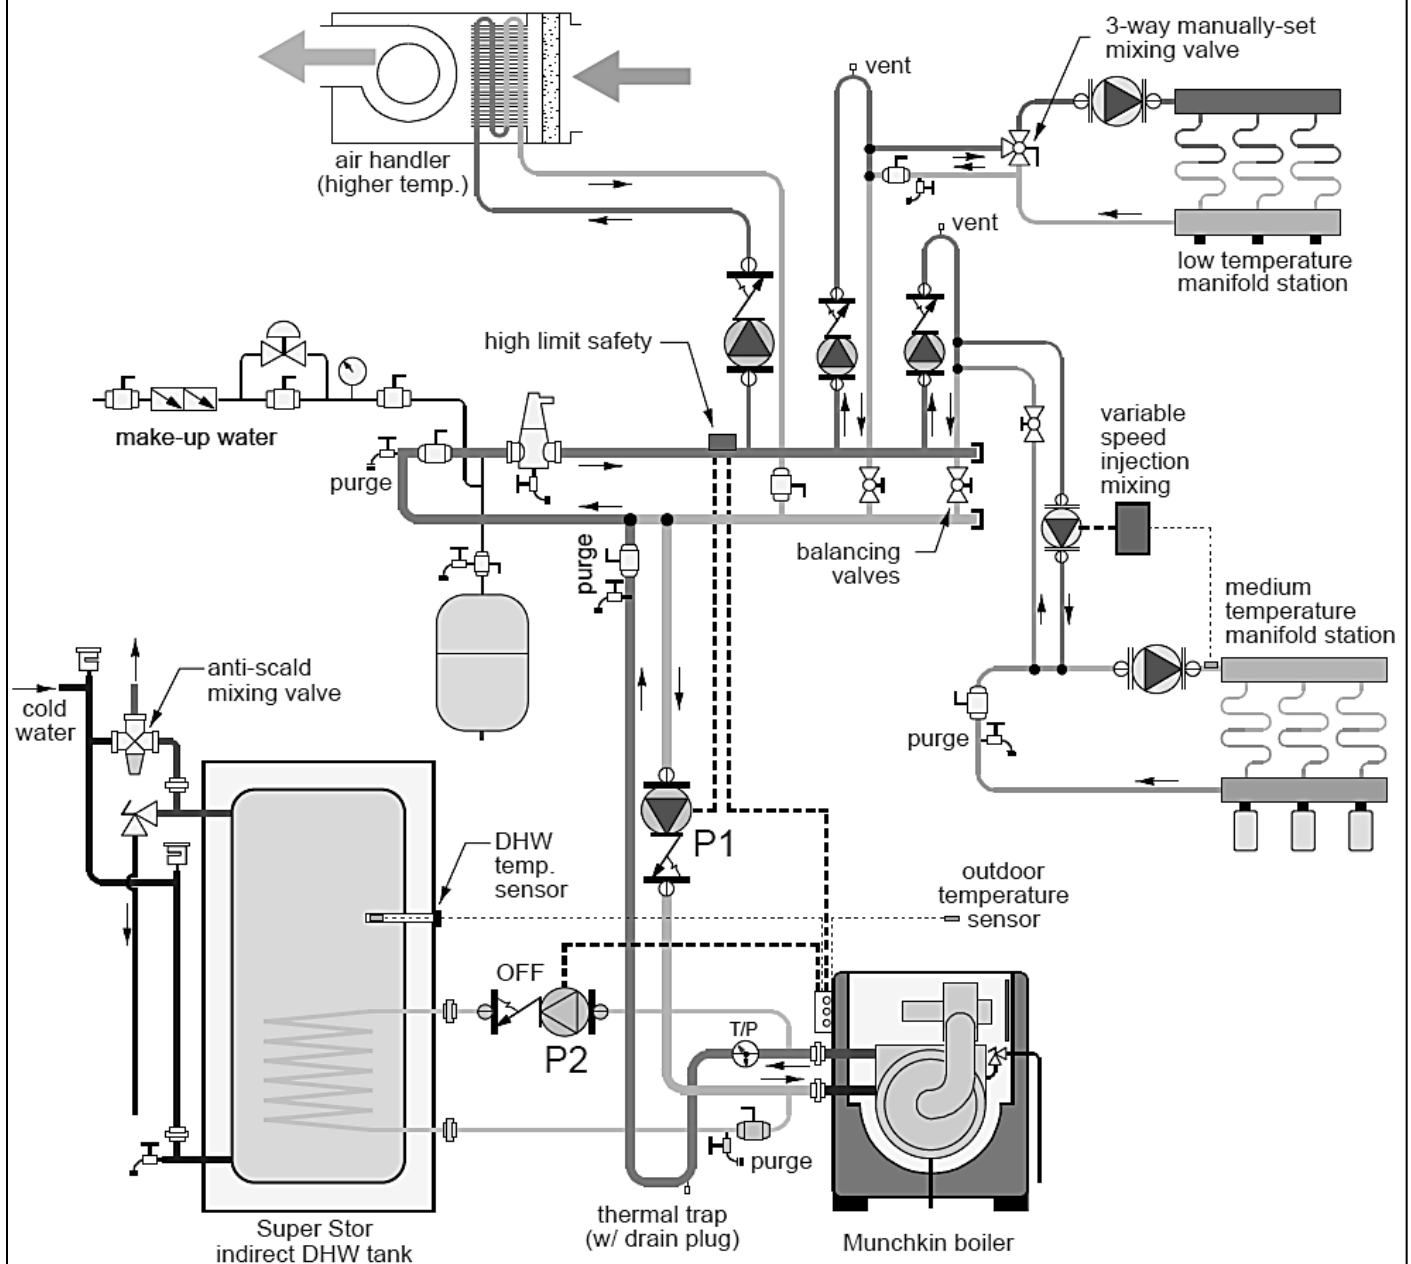 3-way manually-set
mixing valve
vent
air handler
(higher temp.)
vent
low temperature
manifold station
high limit safety
make-up water
purge
variable
speed
injection
mixing
purge
balancing
valves
medium
temperature
manifold station
anti-scald
mixing valve
cold
water
purge
P1
DHW
temp.
sensor
outdoor
temperature
sensor
OFF
P2
T/P
purge
thermal trap
(w/ drain plug)
Super Stor
indirect DHW tank
Munchkin boiler